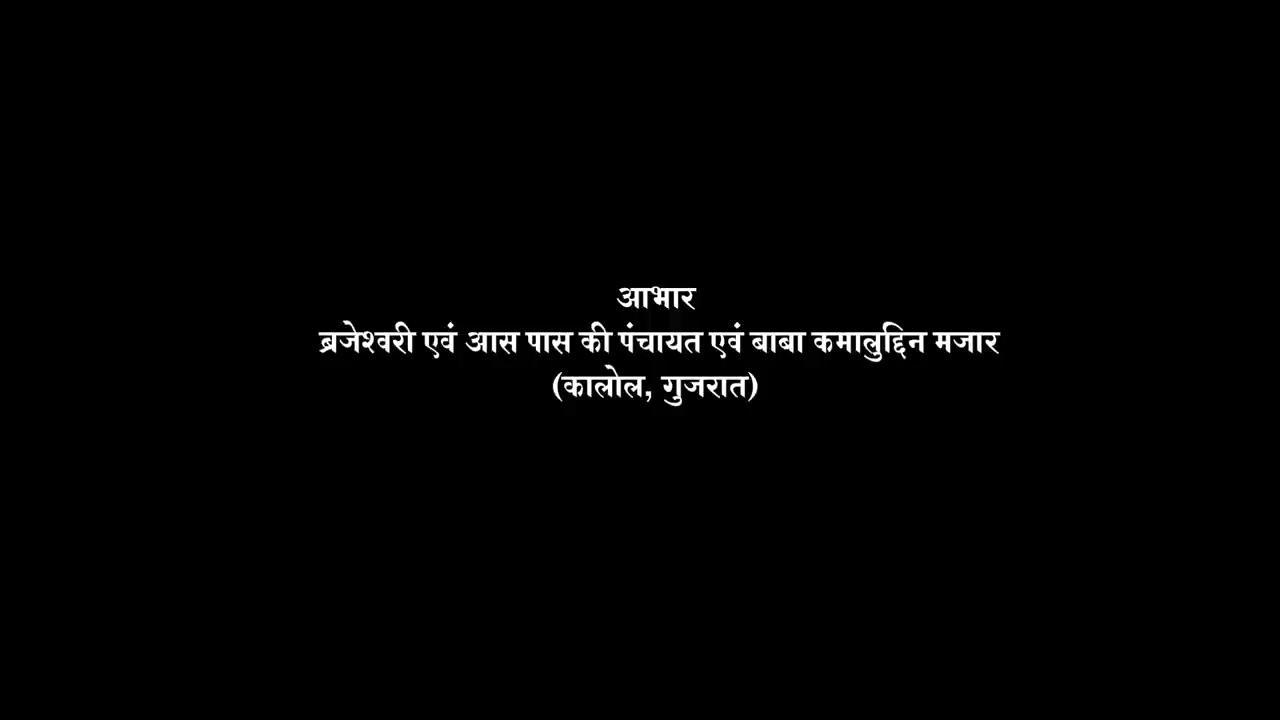 आभार
ब्रजेश्वरी एवं आस पास की पंचायत एवं बाबा कमालुद्दिन मजार
(कालोल, गुजरात)